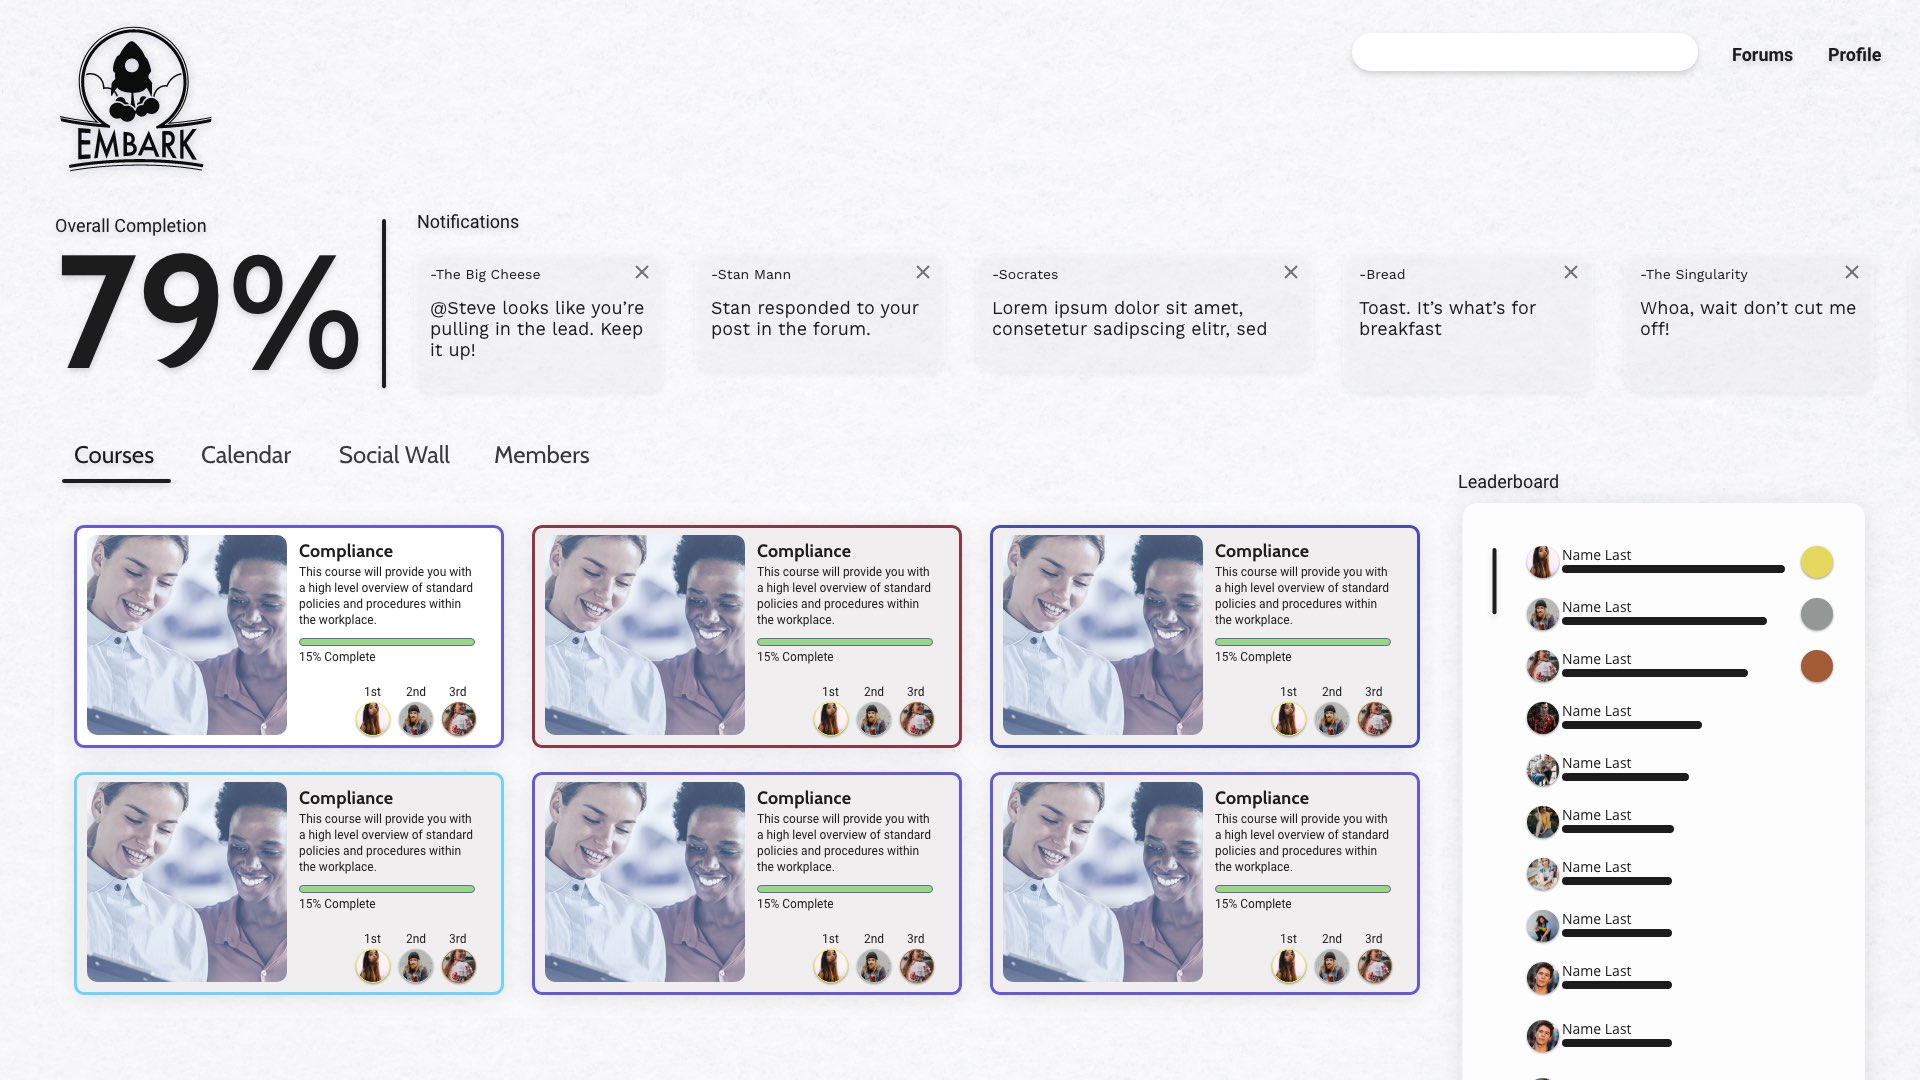 EMBARK
Forums
Profile
Overall Completion
79%
Notifications
-The Big Cheese
@Steve looks like you’re
pulling in the lead. Keep
it up!
-Stan Mann
Stan responded to your
post in the forum.
-Socrates
Lorem ipsum dolor sit amet,
consetetur sadipscing elitr, sed
-Bread
Toast. It’s what’s for
breakfast
-The Singularity
Whoa, wait don’t cut me
off!
Courses
Calendar
Social Wall
Members
Compliance
This course will provide you with
a high level overview of standard
policies and procedures within
the workplace.
15% Complete
1st 2nd 3rd
Compliance
This course will provide you with
a high level overview of standard
policies and procedures within
the workplace.
15% Complete
1st 2nd 3rd
Compliance
This course will provide you with
a high level overview of standard
policies and procedures within
the workplace.
15% Complete
1st 2nd 3rd
Compliance
This course will provide you with
a high level overview of standard
policies and procedures within
the workplace.
15% Complete
1st 2nd 3rd
Compliance
This course will provide you with
a high level overview of standard
policies and procedures within
the workplace.
15% Complete
1st 2nd 3rd
Compliance
This course will provide you with
a high level overview of standard
policies and procedures within
the workplace.
15% Complete
1st 2nd 3rd
Leaderboard
Name Last
Name Last
Name Last
Name Last
Name Last
Name Last
Name Last
Name Last
Name Last
Name Last